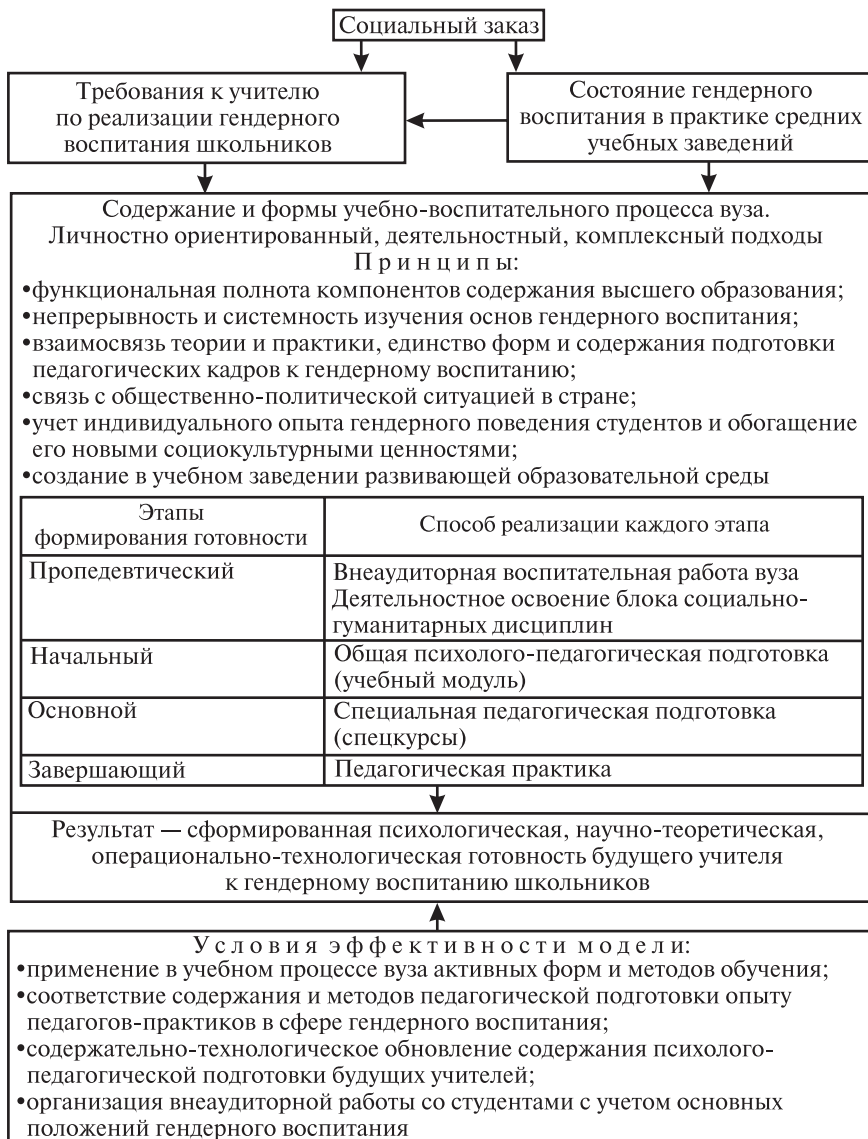 Социальный заказ
Требования к учителю
по реализации гендерного
воспитания школьников
Состояние гендерного
воспитания в практике средних
учебных заведений
Содержание и формы учебно-воспитательного процесса вуза.
Личностно ориентированный, деятельностный, комплексный подходы
П р и н ц и п ы:
•функциональная полнота компонентов содержания высшего образования;
•непрерывность и системность изучения основ гендерного воспитания;
•взаимосвязь теории и практики, единство форм и содержания подготовки
педагогических кадров к гендерному воспитанию;
•связь с общественно-политической ситуацией в стране;
•учет индивидуального опыта гендерного поведения студентов и обогащение
его новыми социокультурными ценностями;
•создание в учебном заведении развивающей образовательной среды
Этапы
формирования готовности
Способ реализации каждого этапа
Пропедевтический
Внеаудиторная воспитательная работа вуза
Деятельностное освоение блока социально-
гуманитарных дисциплин
Начальный
Общая психолого-педагогическая подготовка
(учебный модуль)
Основной
Специальная педагогическая подготовка
(спецкурсы)
Завершающий
Педагогическая практика
Результат — сформированная психологическая, научно-теоретическая,
операционально-технологическая готовность будущего учителя
к гендерному воспитанию школьников
У с л о в и я  э ф ф е к т и в н о с т и  м о д е л и:
•применение в учебном процессе вуза активных форм и методов обучения;
•соответствие содержания и методов педагогической подготовки опыту
педагогов-практиков в сфере гендерного воспитания;
•содержательно-технологическое обновление содержания психолого-
педагогической подготовки будущих учителей;
•организация внеаудиторной работы со студентами с учетом основных
положений гендерного воспитания